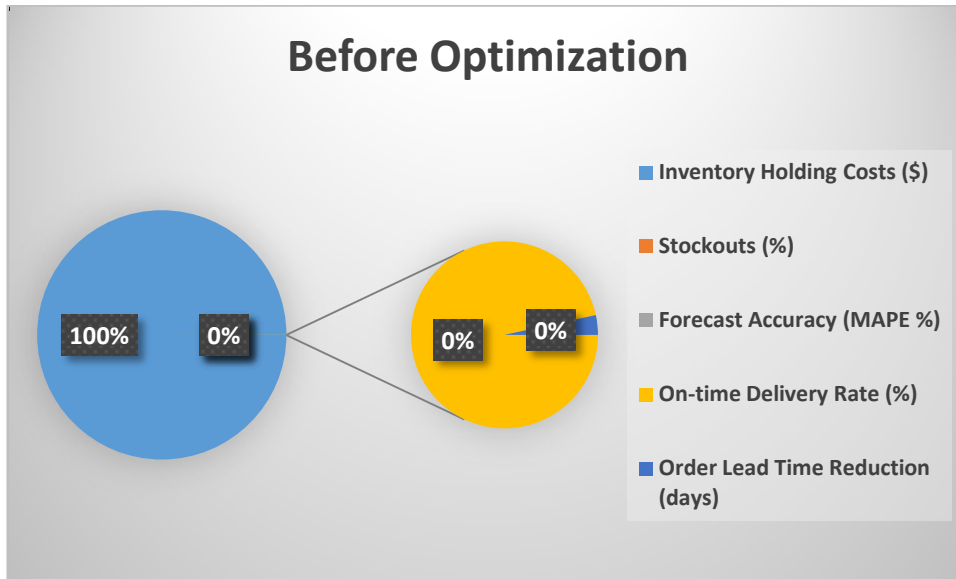 Before Optimization
100%
0%
0%
0%
Inventory Holding Costs ($)
Stockouts (%)
Forecast Accuracy (MAPE %)
On-time Delivery Rate (%)
Order Lead Time Reduction
(days)